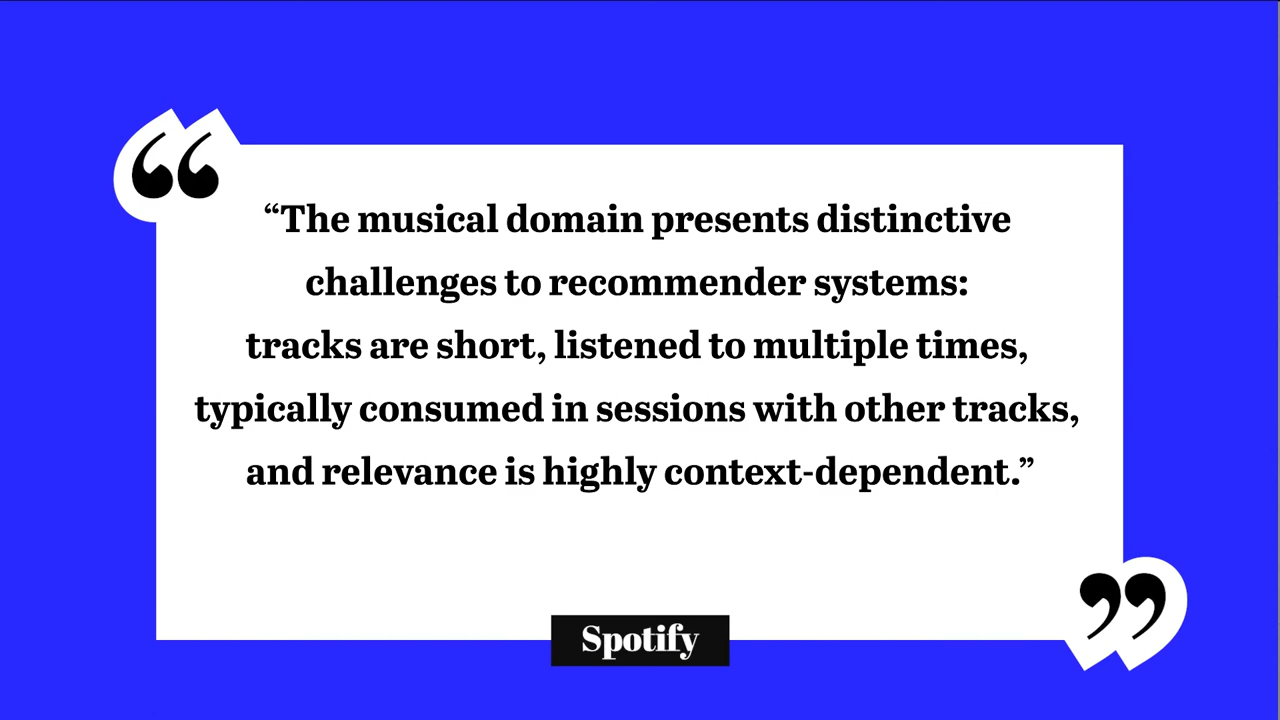 “The musical domain presents distinctive
challenges to recommender systems:
tracks are short, listened to multiple times,
typically consumed in sessions with other tracks,
and relevance is highly context-dependent.”
Spotify